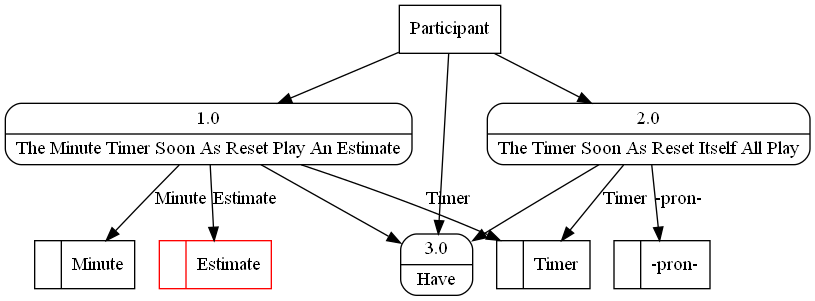 Participant
1.0
The Minute Timer Soon As Reset Play An Estimate
2.0
The Timer Soon As Reset Itself All Play
Minute
Estimate
Timer
Timer
-pron-
Minute
Estimate
3.0
Have
Timer
-pron-